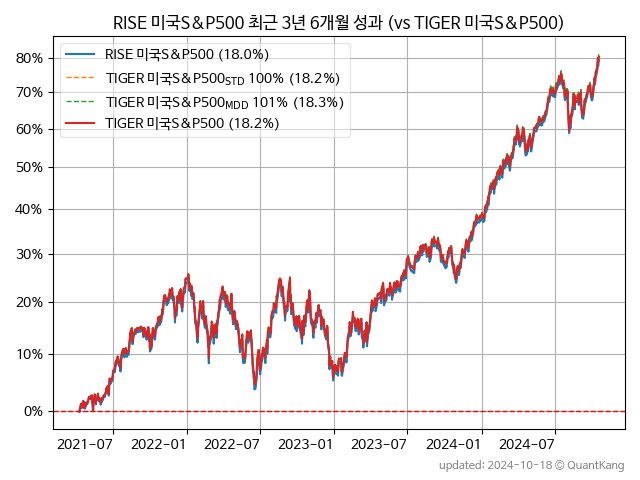 RISE 미국S&P500 최근 3년 6개월 성과 (vs TIGER 미국S&P500)
RISE 미국S&P500 (18.0%)
TIGER 미국S&P500STD 100% (18.2%)
TIGER 미국S&P500MDD 101% (18.3%)
TIGER 미국S&P500 (18.2%)
80%
70%
60%
50%
40%
30%
20%
10%
0%
2021-07 2022-01 2022-07 2023-01 2023-07 2024-01 2024-07
updated: 2024-10-18 © QuantKang